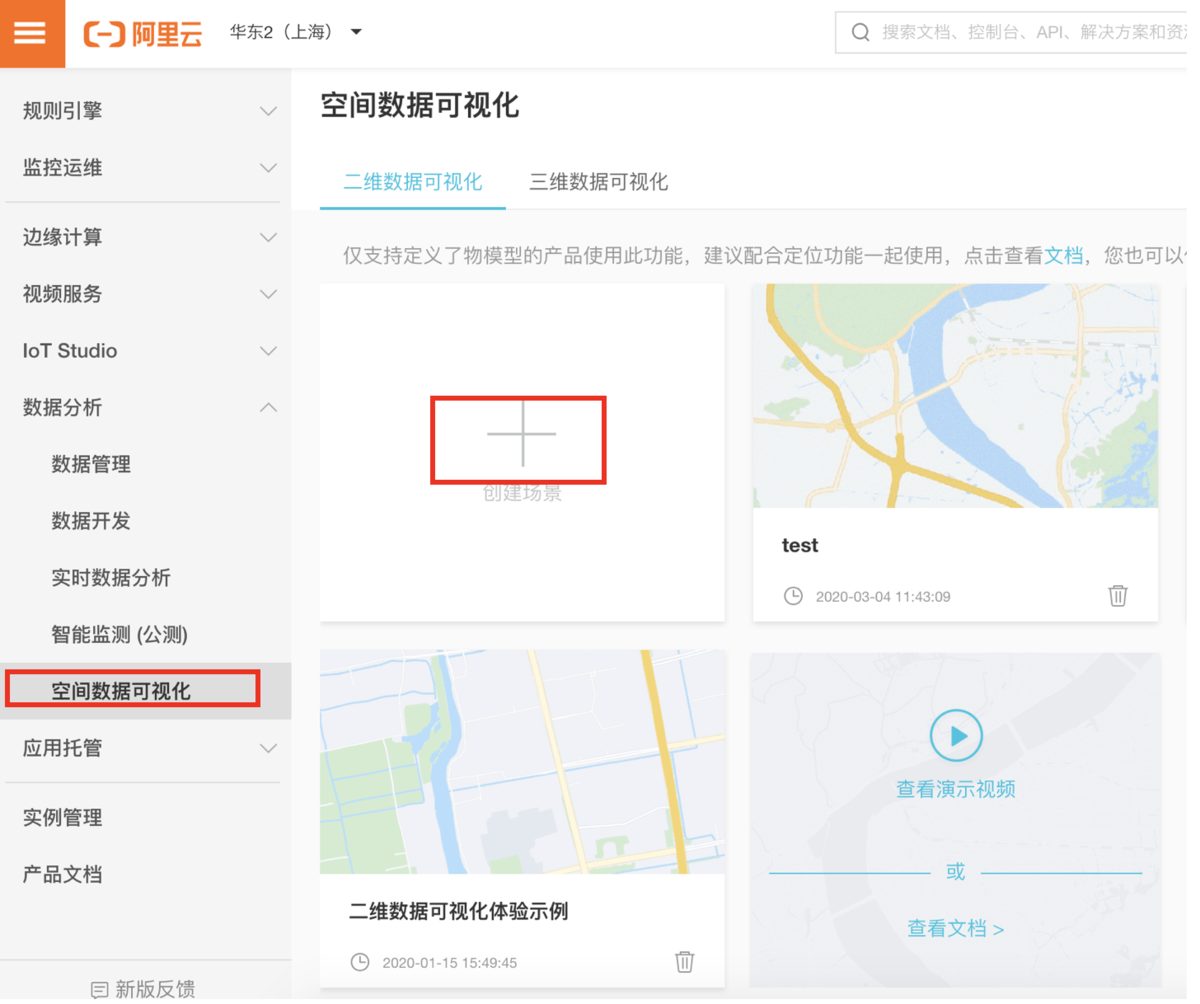 阿里云
华东2（上海）
搜索文档、控制台、API、解决方案和资
规则引擎
监控运维
边缘计算
视频服务
IoT Studio
数据分析
数据管理
数据开发
实时数据分析
智能监测 (公测)
空间数据可视化
应用托管
实例管理
产品文档
新版反馈
空间数据可视化
二维数据可视化
三维数据可视化
仅支持定义了物模型的产品使用此功能，建议配合定位功能一起使用，点击查看文档，您也可以
创建场景
test
2020-03-04 11:43:09
二维数据可视化体验示例
2020-01-15 15:49:45
查看演示视频
或
查看文档 >